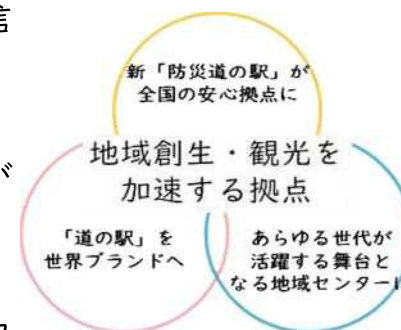 信
新「防災道の駅」が
全国の安心拠点に
地域創生・観光を
加速する拠点
が
「道の駅」を
世界ブランドへ
あらゆる世代が
活躍する舞台と
なる地域センターに